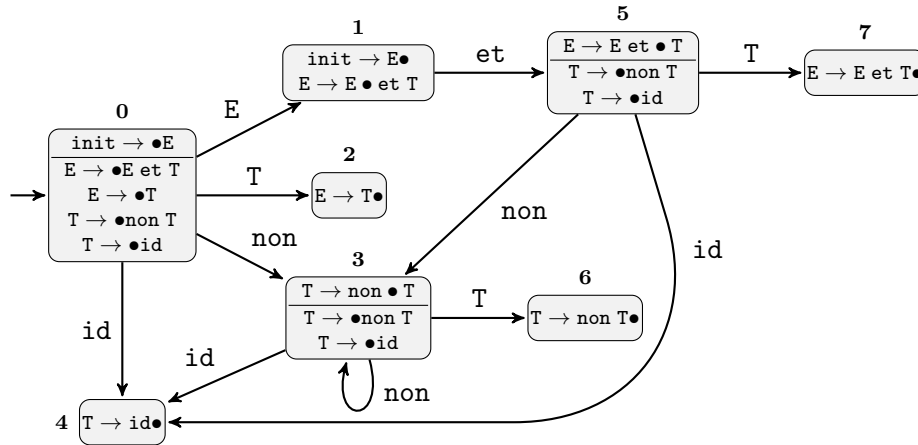 0
init → •E
E → •E et T
E → •T
T → •non T
T → •id
E
1
init → E•
E → E • et T
et
5
E → E et • T
T → •non T
T → •id
T
7
E → E et T•
T
2
E → T•
non
3
T → non • T
T → •non T
T → •id
non
T
6
T → non T•
non
id
id
id
4
T → id•